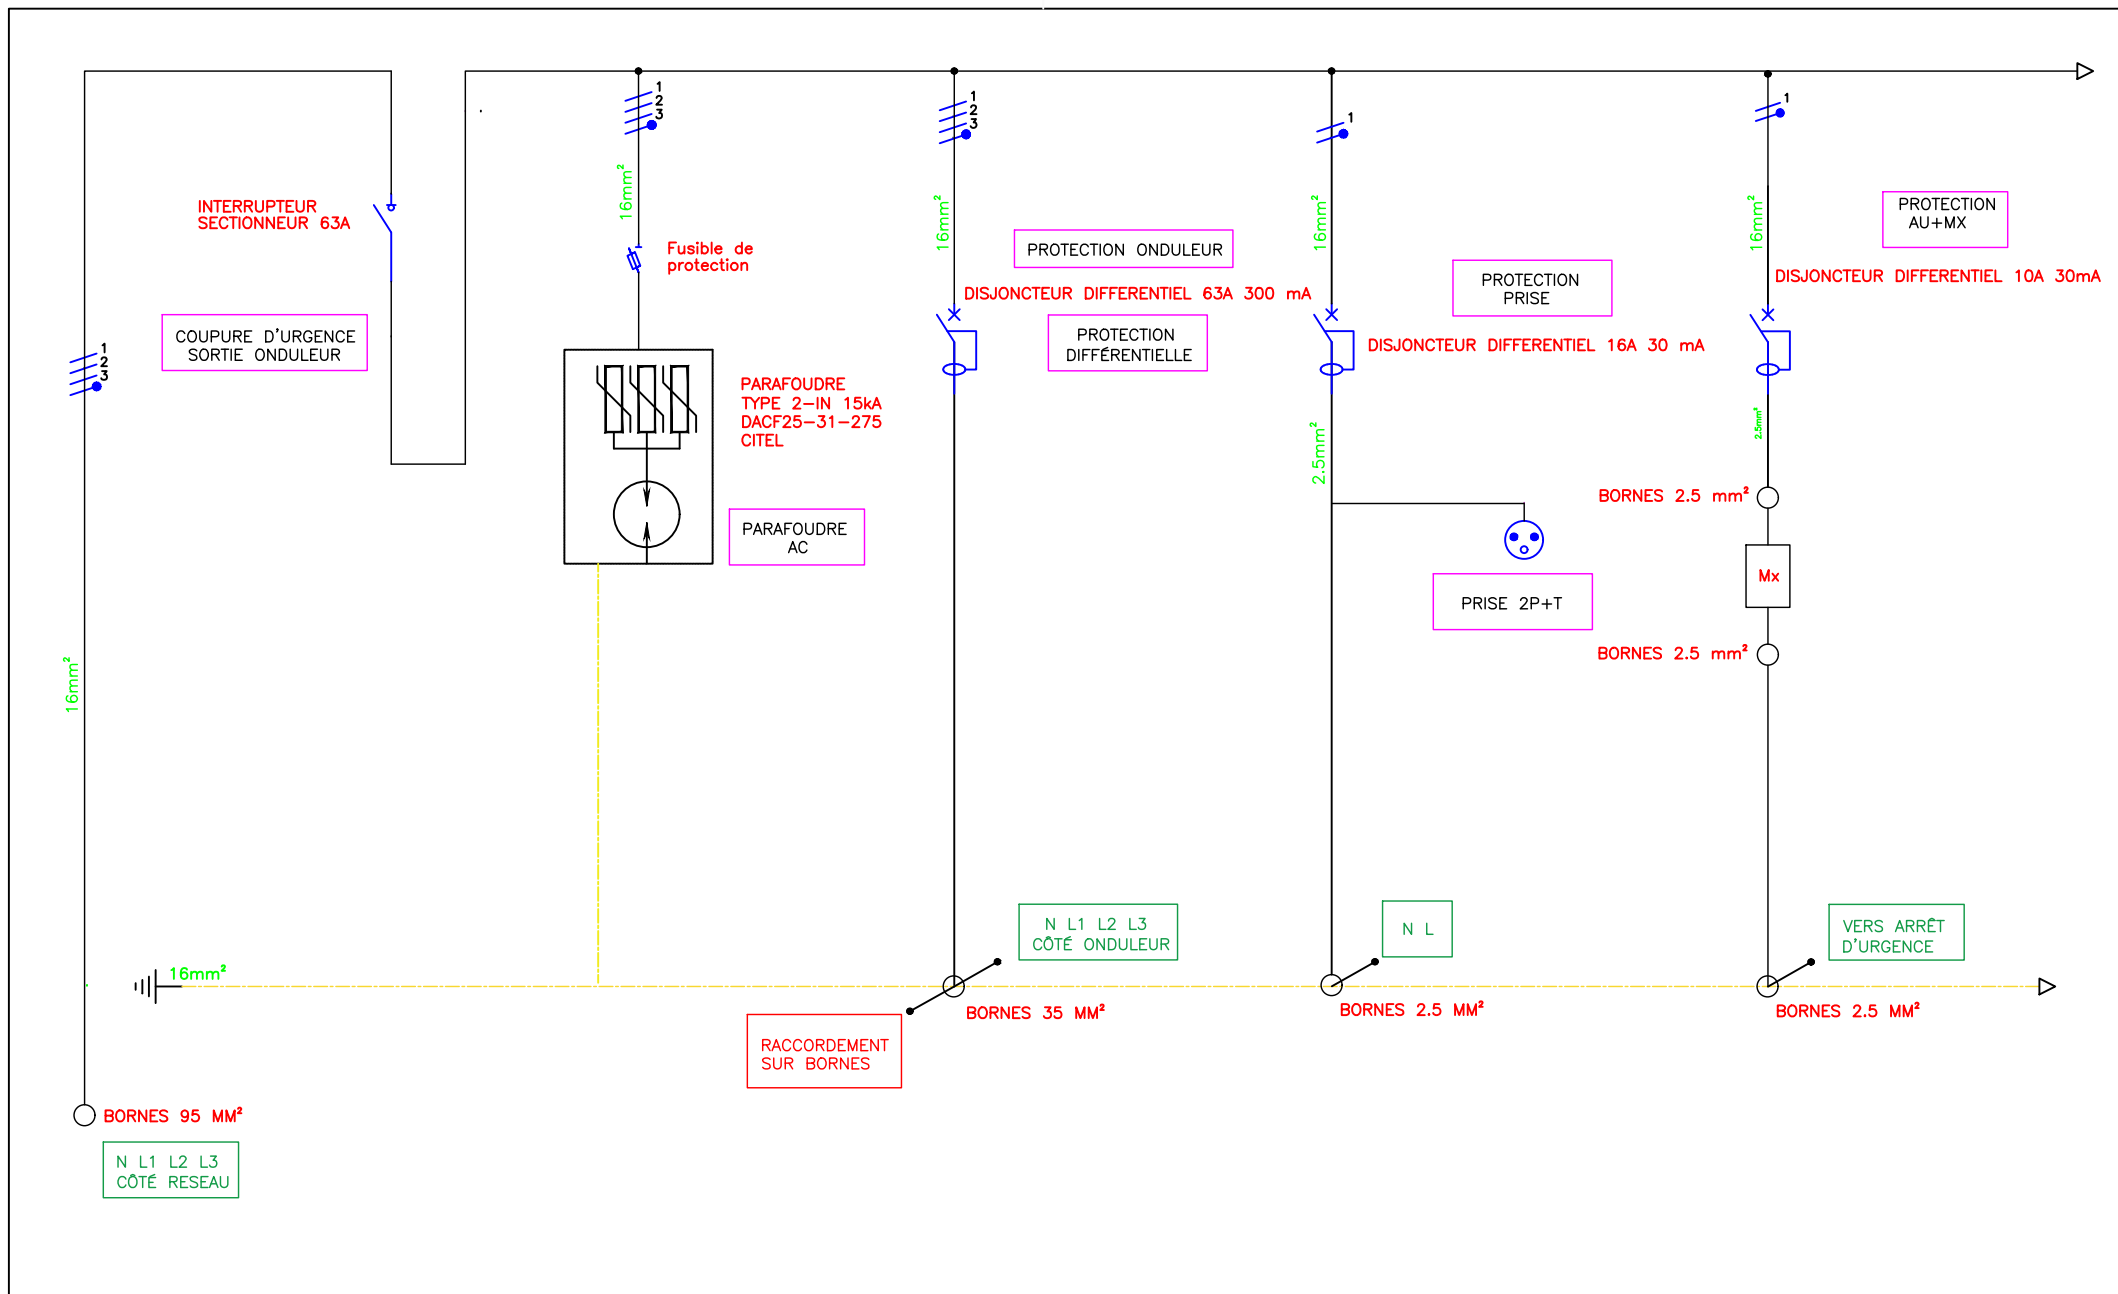 1
2
3
16mm²
INTERRUPTEUR
SECTIONNEUR 63A
COUPURE D'URGENCE
SORTIE ONDULEUR
1
2
3
16mm²
BORNES 95 MM²
N L1 L2 L3
CÔTÉ RESEAU
16mm²
Fusible de
protection
PARAFOUDRE
TYPE 2-IN 15kA
DACF25-31-275
CITEL
PARAFOUDRE
AC
1
2
3
16mm²
PROTECTION ONDULEUR
DISJONCTEUR DIFFERENTIEL 63A 300 mA
PROTECTION
DIFFÉRENTIELLE
N L1 L2 L3
CÔTÉ ONDULEUR
BORNES 35 MM²
RACCORDEMENT
SUR BORNES
1
16mm²
PROTECTION
PRISE
DISJONCTEUR DIFFERENTIEL 16A 30 mA
2.5mm²
PRISE 2P+T
N L
BORNES 2.5 MM²
1
16mm²
PROTECTION
AU+MX
DISJONCTEUR DIFFERENTIEL 10A 30mA
2.5mm²
BORNES 2.5 mm²
Mx
BORNES 2.5 mm²
VERS ARRÊT
D'URGENCE
BORNES 2.5 MM²